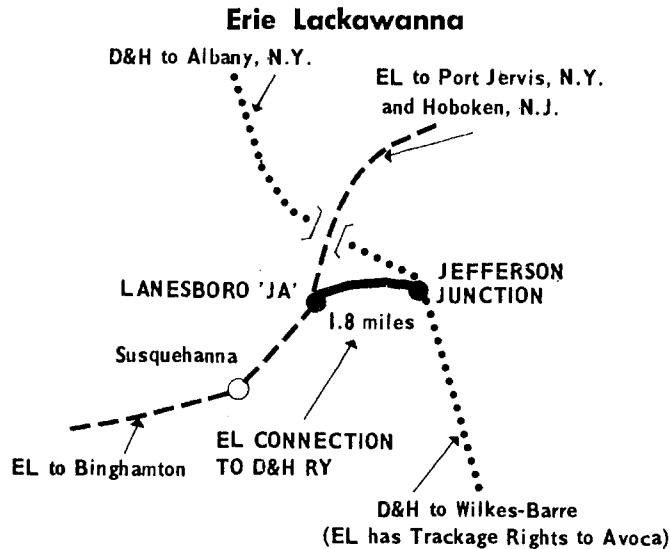 Erie Lackawanna
D&H to Albany, N.Y.
EL to Port Jervis, N.Y.
and Hoboken, N.J.
LANESBORO 'JA'
JEFFERSON
JUNCTION
1.8 miles
Susquehanna
EL to Binghamton
EL CONNECTION
TO D&H RY
D&H to Wilkes-Barre
(EL has Trackage Rights to Avoca)